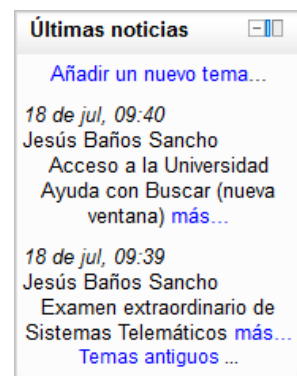 Últimas noticias
Añadir un nuevo tema...
18 de jul, 09:40
Jesús Baños Sancho
Acceso a la Universidad
Ayuda con Buscar (nueva
ventana) más...
18 de jul, 09:39
Jesús Baños Sancho
Examen extraordinario de
Sistemas Telemáticos más...
Temas antiguos ...